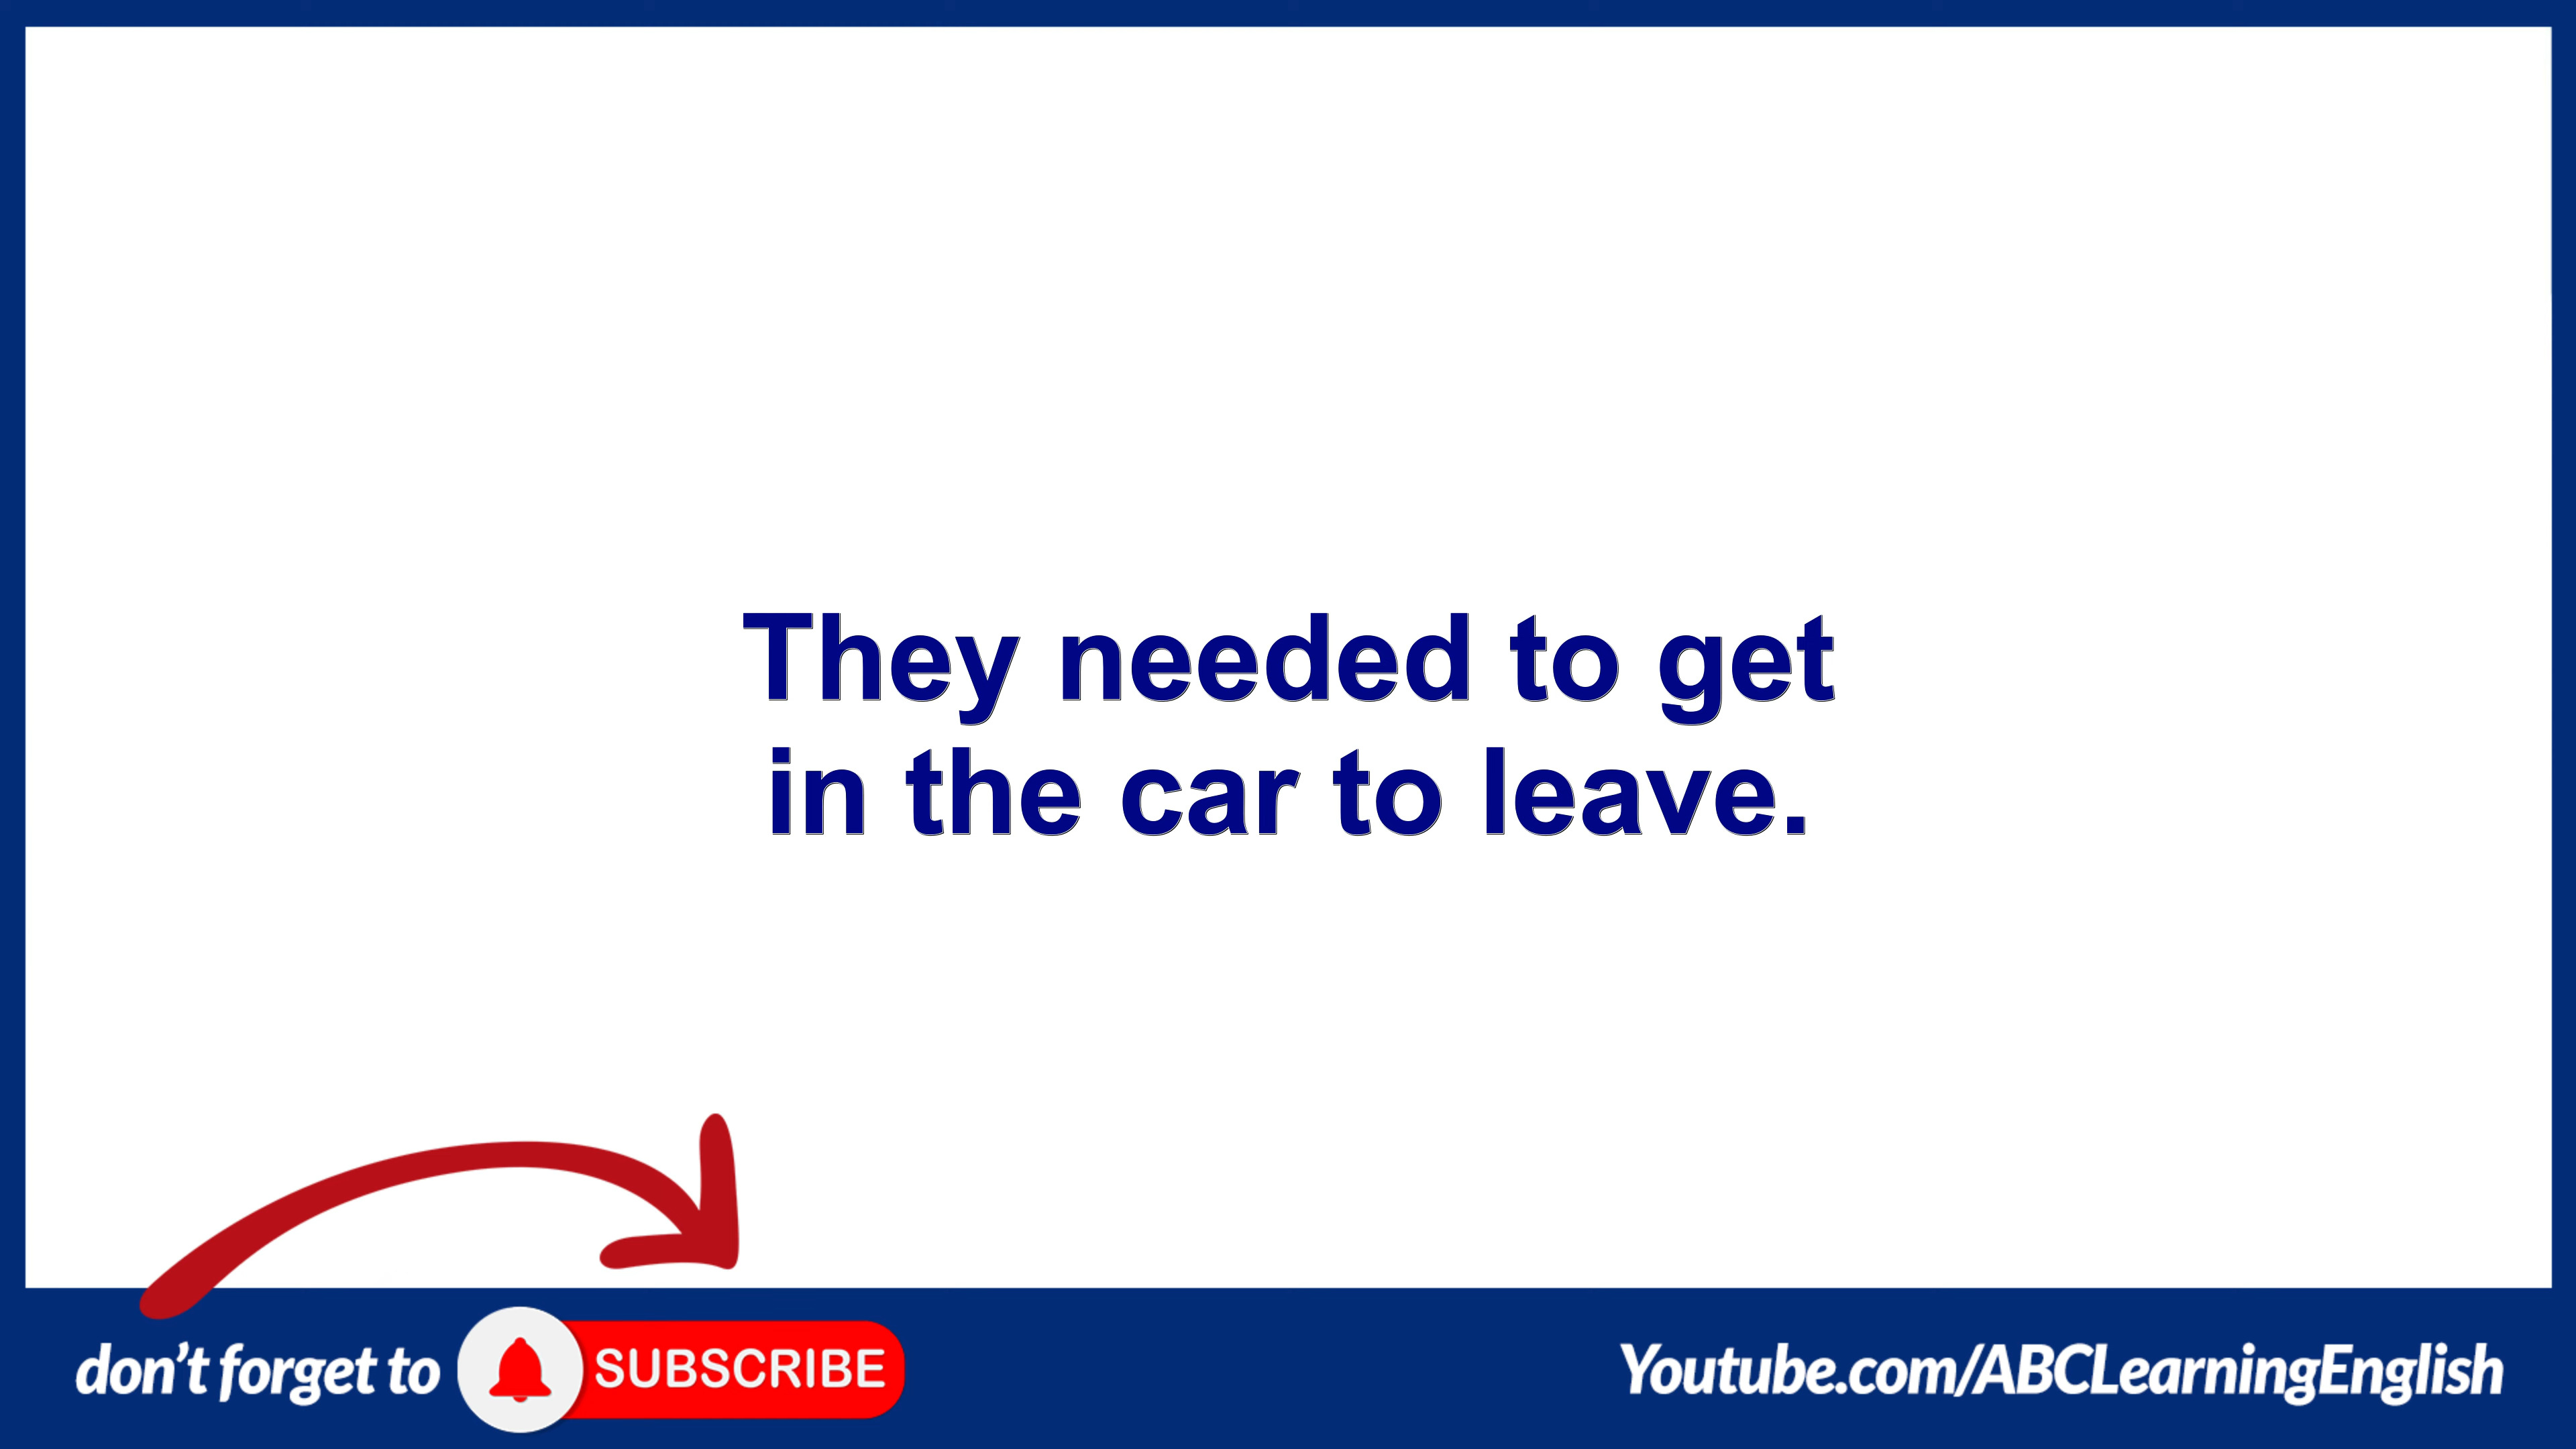 They needed to get
in the car to leave.
don't forget to SUBSCRIBE
Youtube.com/ABCLearningEnglish